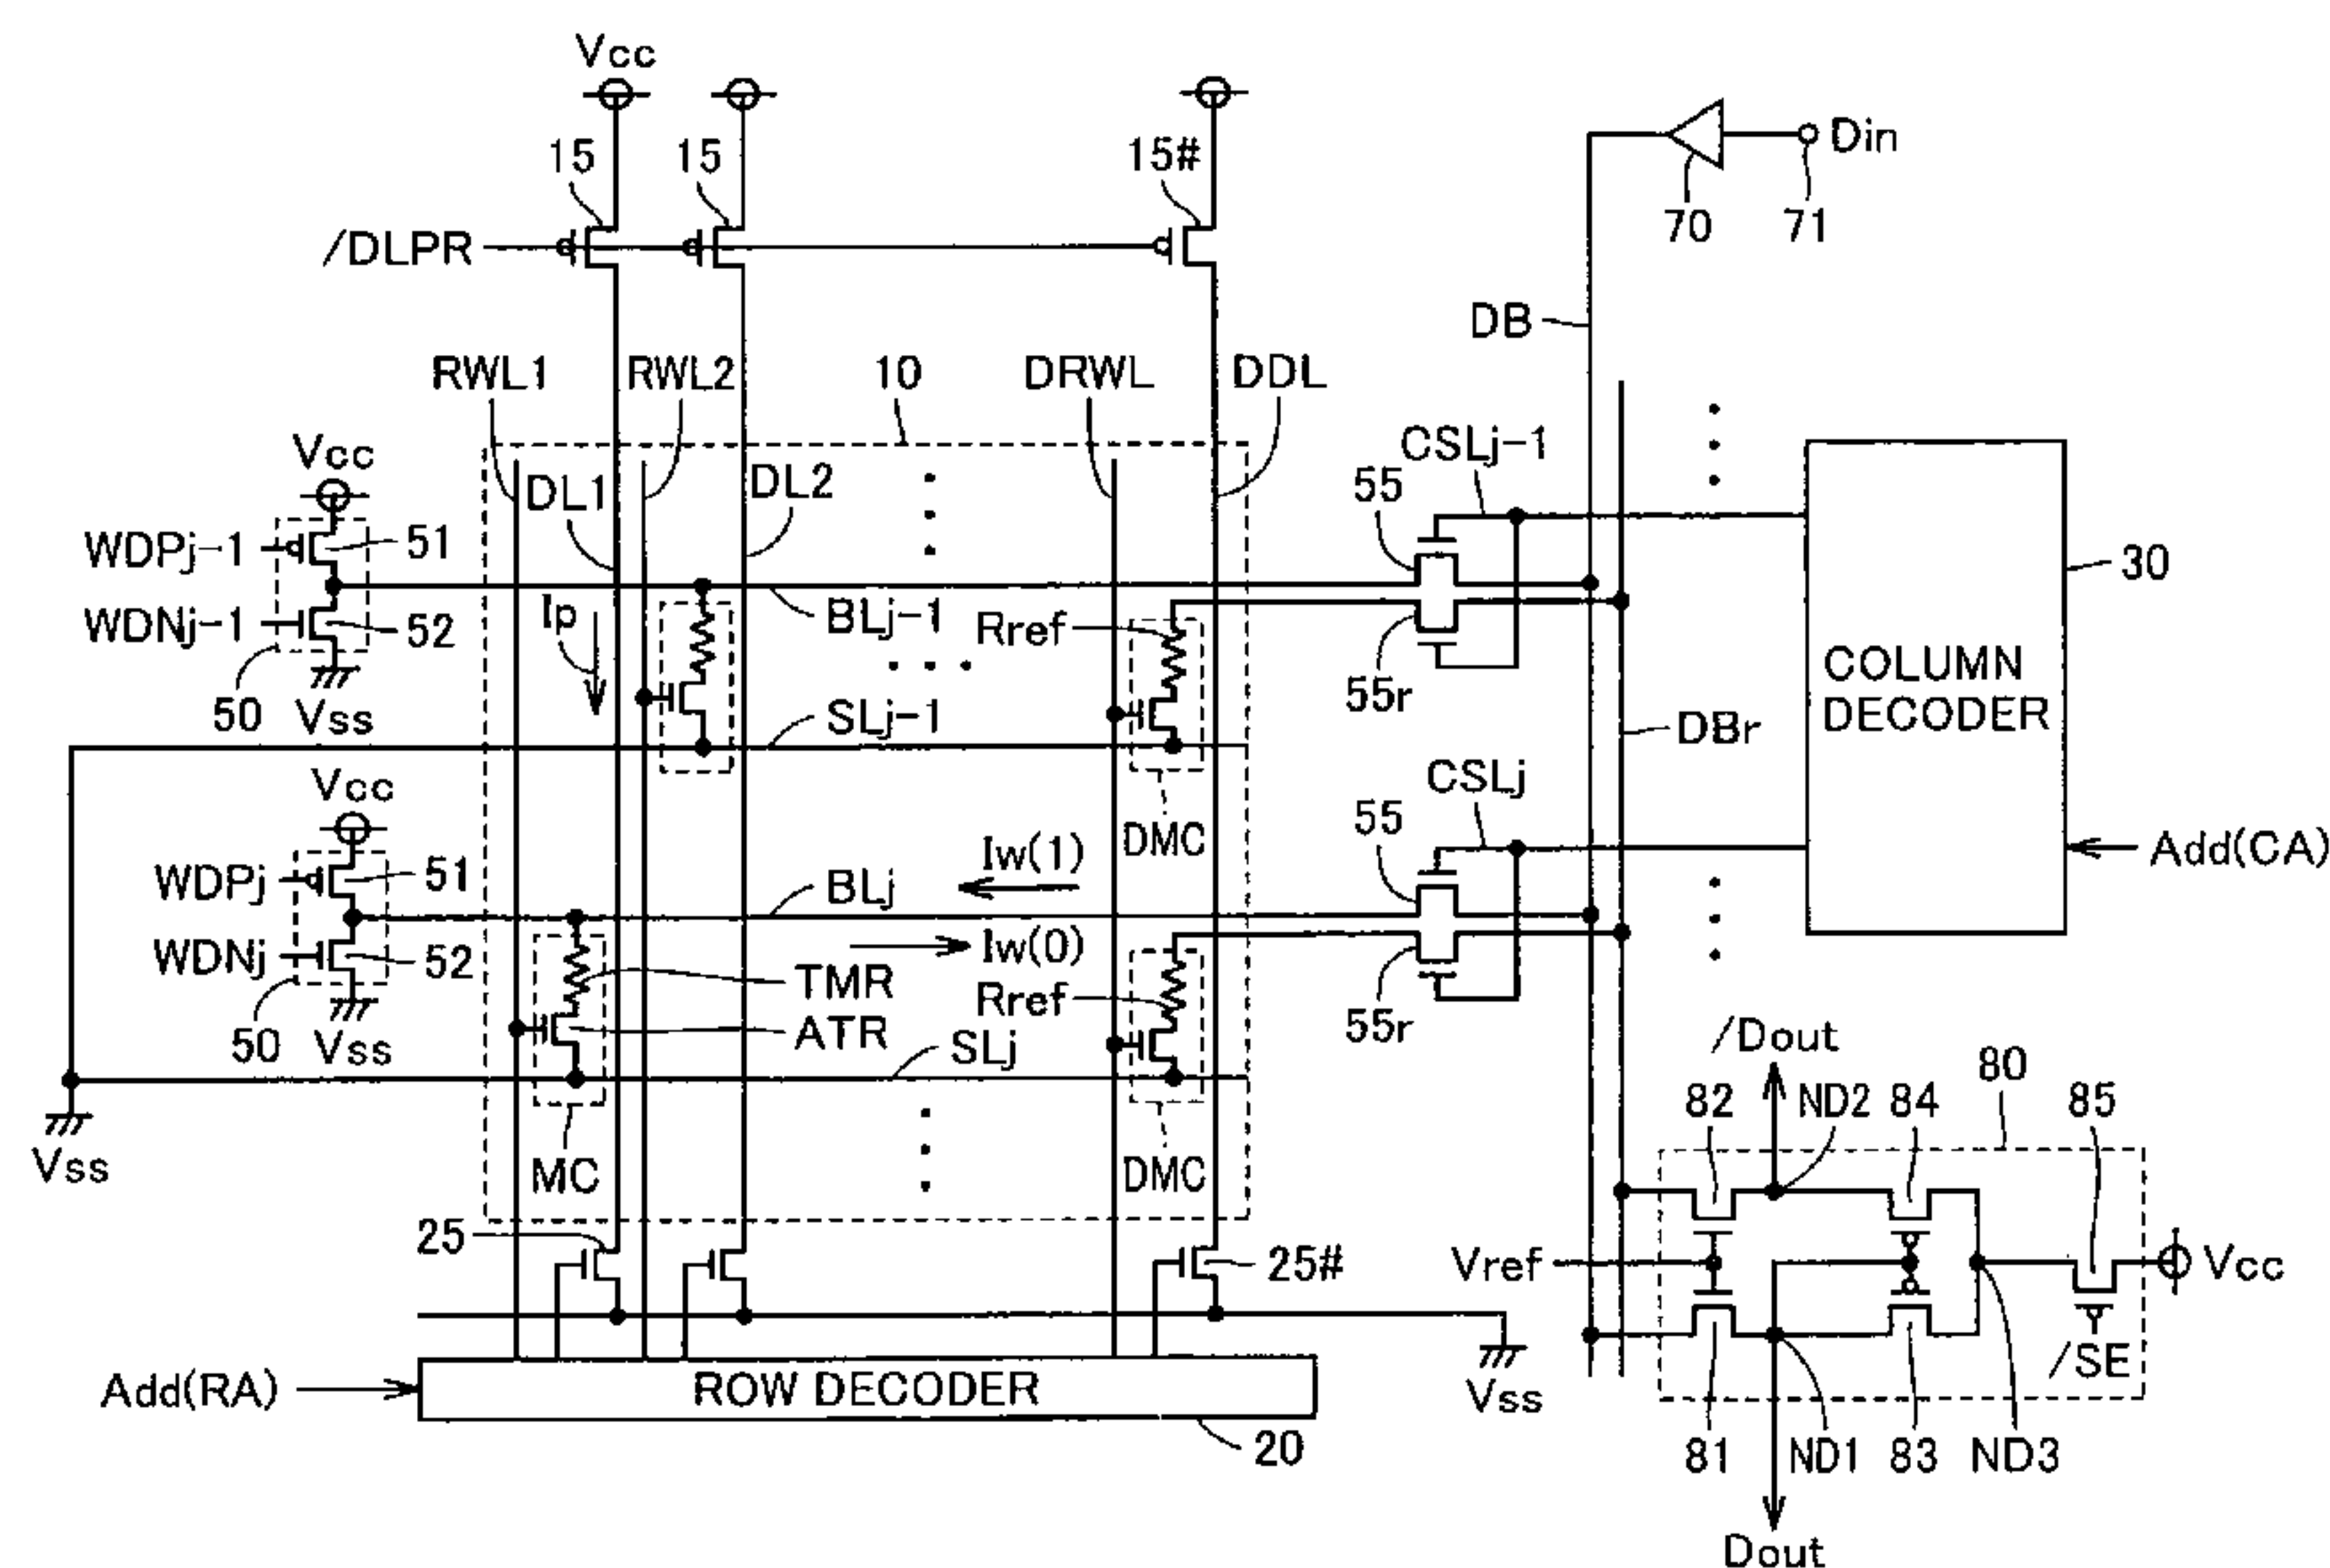 Vcc
15
15
15#
Din
70
71
/DLPR
DB
RWL1
RWL2
10
DRWL
DDL
CSLj-1
Vcc
DL1
DL2
55
WDPj-1
51
30
Ip
BLj-1
Rref
WDNj-1
52
COLUMN
DECODER
55r
50
Vss
SLj-1
DBr
Vcc
CSLj
55
DMC
Iw(1)
Add(CA)
WDPj
51
BLj
WDNj
52
Iw(0)
TMR
Rref
ATR
55r
50
Vss
SLj
/Dout
80
82
ND2
84
85
Vss
MC
DMC
25
25#
Vref
Vcc
/SE
Add(RA)
ROW DECODER
Vss
20
81
ND1
83
ND3
Dout